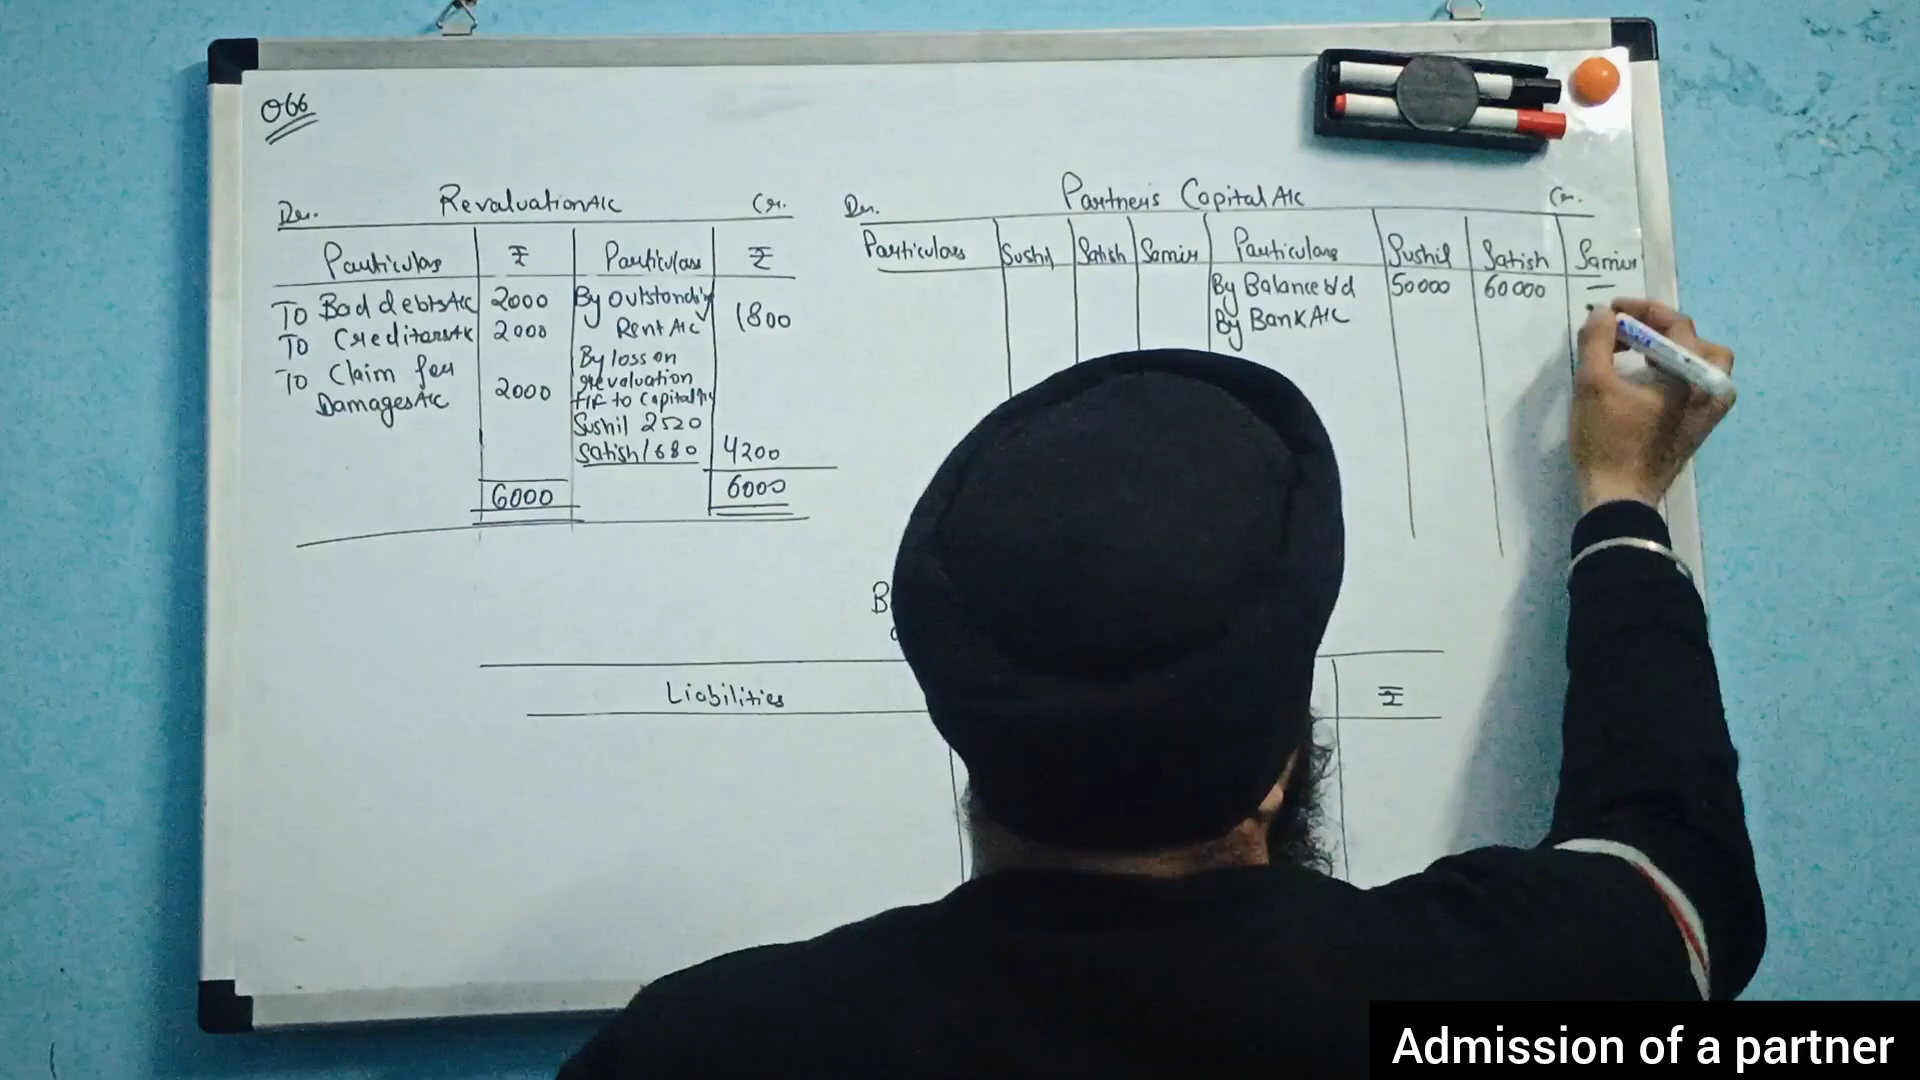 Q66
Dr. Revaluation A/c Cr.
Particulars ₹ Particulars ₹
To Bad debts A/c 2000 By Outstanding
Rent A/c 1800
To Creditors A/c 2000
By loss on
revaluation
To Claim for
Damages A/c 2000
t/f to Capital A/c
Sushil 2520
Satish 1680 4200
6000 6000
Dr. Partner's Capital A/c Cr.
Particulars Sushil Satish Samir Particulars Sushil Satish Samir
By Balance b/d 50000 60000 —
By Bank A/c
B
Liabilities ₹
Admission of a partner